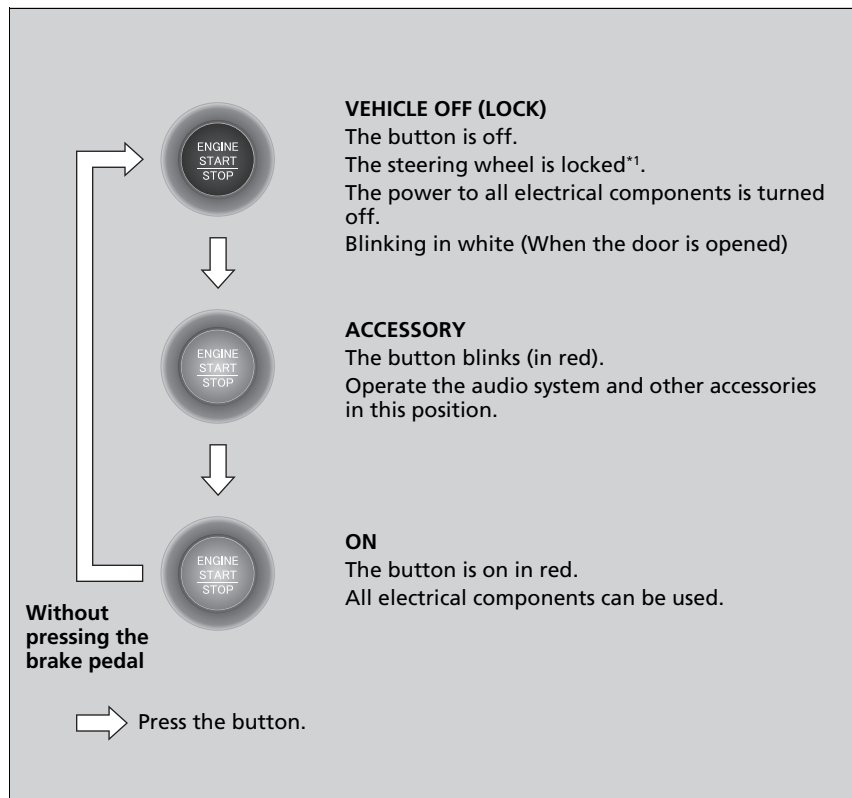 ENGINE
START
STOP
VEHICLE OFF (LOCK)
The button is off.
The steering wheel is locked*1.
The power to all electrical components is turned
off.
Blinking in white (When the door is opened)
ENGINE
START
STOP
ACCESSORY
The button blinks (in red).
Operate the audio system and other accessories
in this position.
ENGINE
START
STOP
ON
The button is on in red.
All electrical components can be used.
Without
pressing the
brake pedal
Press the button.